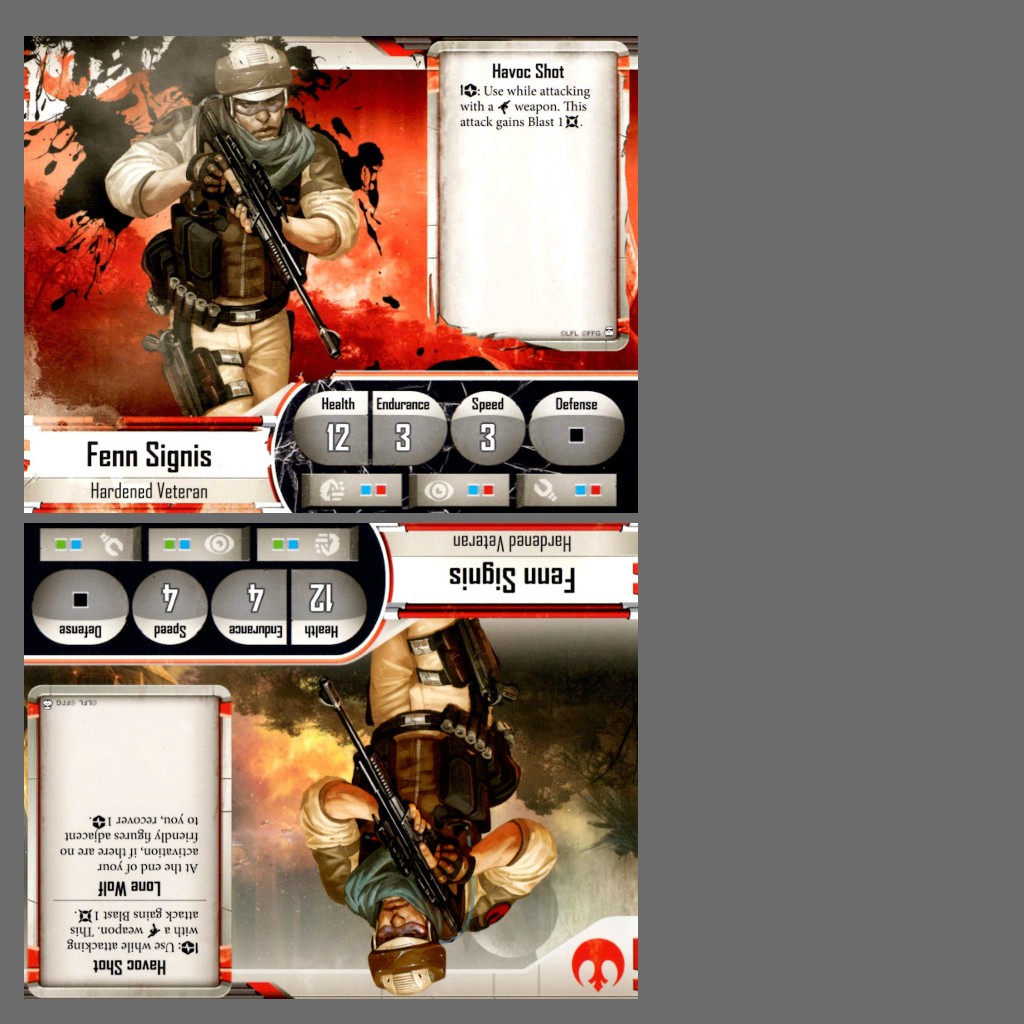 Havoc Shot
1: Use while attacking
with a weapon. This
attack gains Blast 1.
©LFL ©FFG
Health Endurance Speed Defense
12 3 3
Fenn Signis
Hardened Veteran
Fenn Signis
Hardened Veteran
Health Endurance Speed Defense
12 4 4
Havoc Shot
1: Use while attacking
with a weapon. This
attack gains Blast 1.
Lone Wolf
At the end of your
activation, if there are no
friendly figures adjacent
to you, recover 1.
©LFL ©FFG